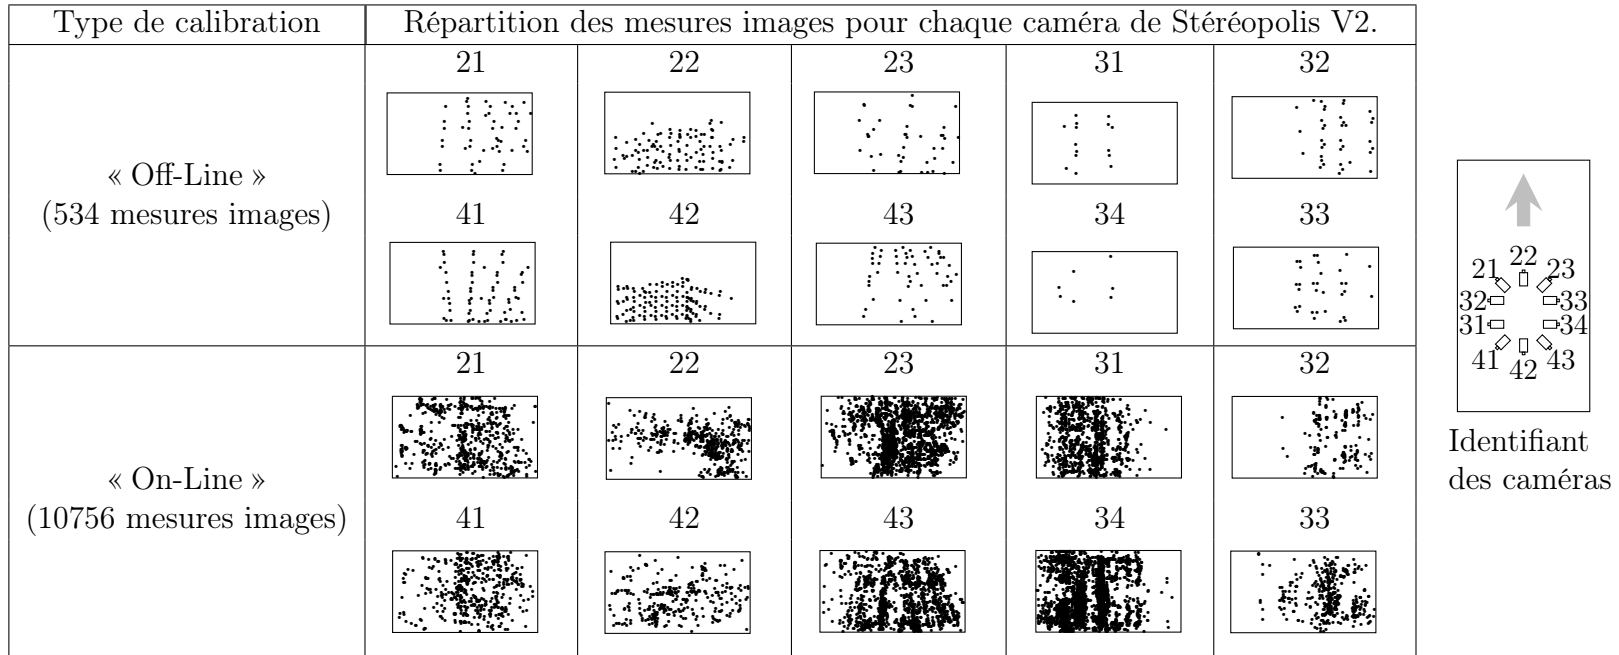 Type de calibration
Répartition des mesures images pour chaque caméra de Stéréopolis V2.
« Off-Line »
(534 mesures images)
21 22 23 31 32
41 42 43 34 33
« On-Line »
(10756 mesures images)
21 22 23 31 32
41 42 43 34 33
22
21 23
32 33
31 34
41 43
42
Identifiant
des caméras